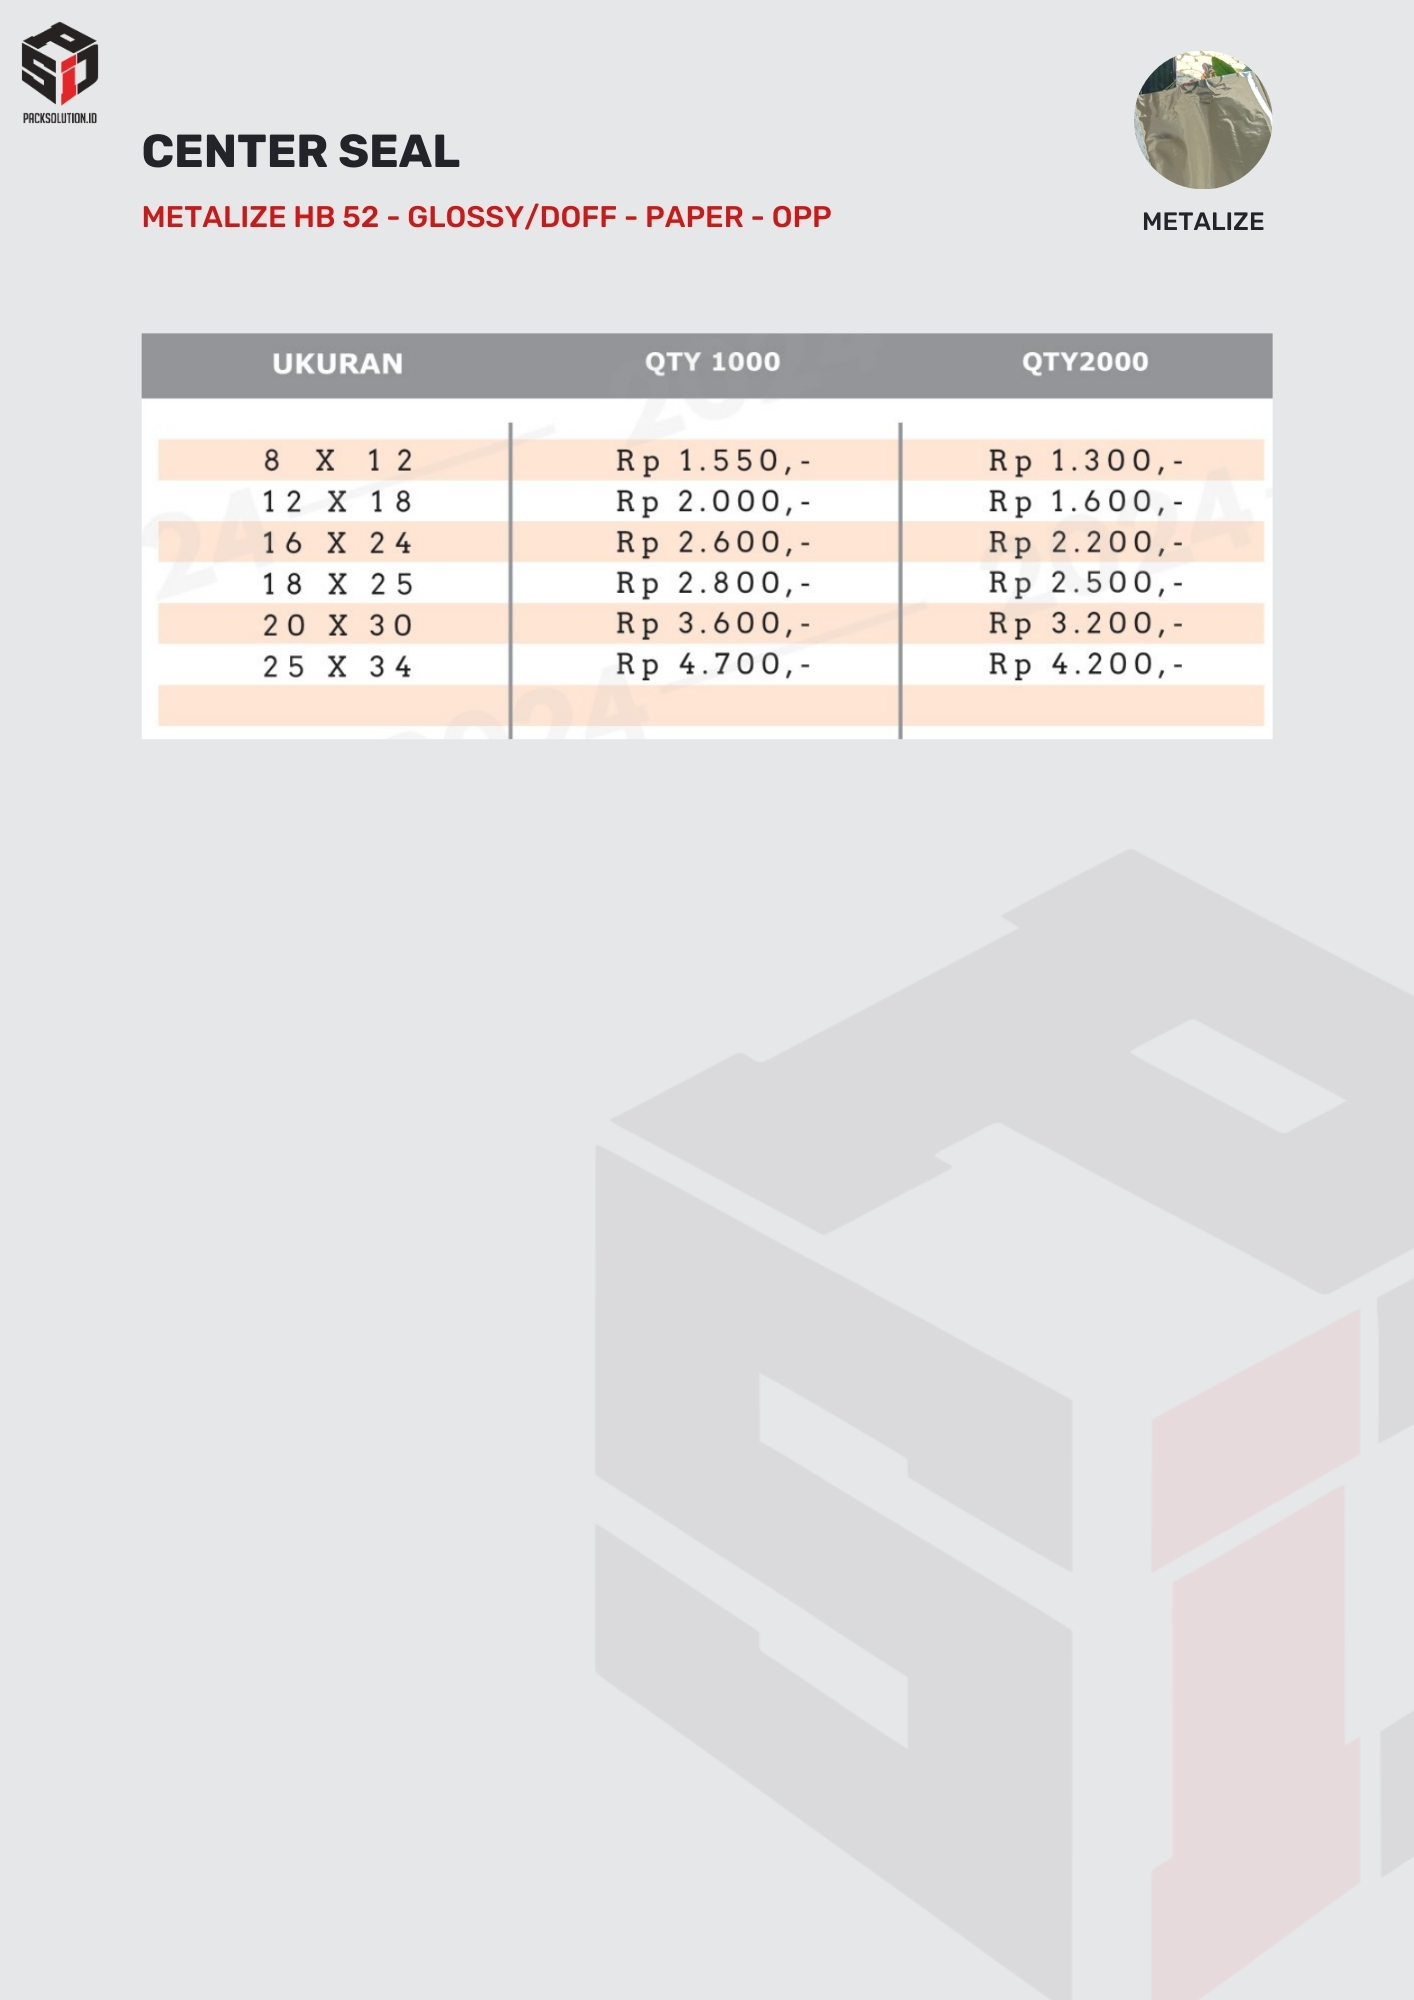 PACKSOLUTION.ID
CENTER SEAL
METALIZE HB 52 - GLOSSY/DOFF - PAPER - OPP
METALIZE
UKURAN QTY 1000 QTY2000
8 X 12 Rp 1.550,- Rp 1.300,-
12 X 18 Rp 2.000,- Rp 1.600,-
16 X 24 Rp 2.600,- Rp 2.200,-
18 X 25 Rp 2.800,- Rp 2.500,-
20 X 30 Rp 3.600,- Rp 3.200,-
25 X 34 Rp 4.700,- Rp 4.200,-